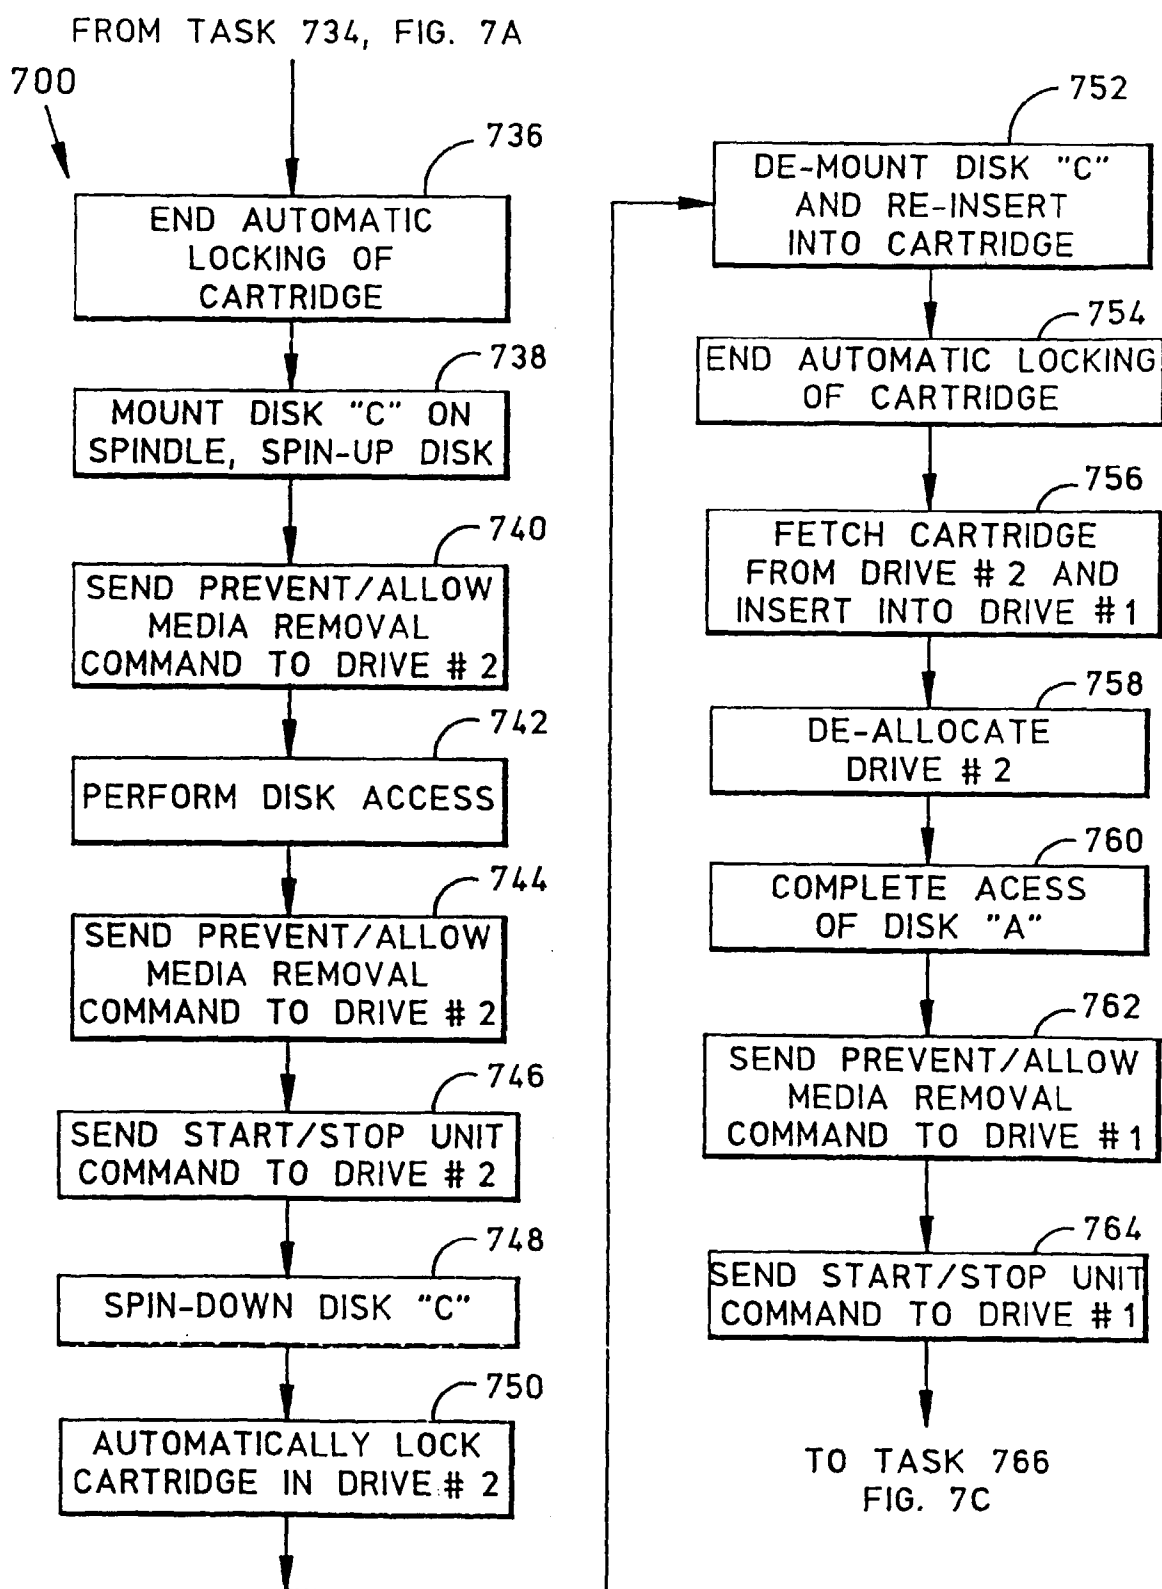 FROM TASK 734, FIG. 7A
700
736
END AUTOMATIC
LOCKING OF
CARTRIDGE
738
MOUNT DISK "C" ON
SPINDLE, SPIN-UP DISK
740
SEND PREVENT/ALLOW
MEDIA REMOVAL
COMMAND TO DRIVE # 2
742
PERFORM DISK ACCESS
744
SEND PREVENT/ALLOW
MEDIA REMOVAL
COMMAND TO DRIVE # 2
746
SEND START/STOP UNIT
COMMAND TO DRIVE # 2
748
SPIN-DOWN DISK "C"
750
AUTOMATICALLY LOCK
CARTRIDGE IN DRIVE # 2
752
DE-MOUNT DISK "C"
AND RE-INSERT
INTO CARTRIDGE
754
END AUTOMATIC LOCKING
OF CARTRIDGE
756
FETCH CARTRIDGE
FROM DRIVE # 2 AND
INSERT INTO DRIVE # 1
758
DE-ALLOCATE
DRIVE # 2
760
COMPLETE ACESS
OF DISK "A"
762
SEND PREVENT/ALLOW
MEDIA REMOVAL
COMMAND TO DRIVE # 1
764
SEND START/STOP UNIT
COMMAND TO DRIVE # 1
TO TASK 766
FIG. 7C